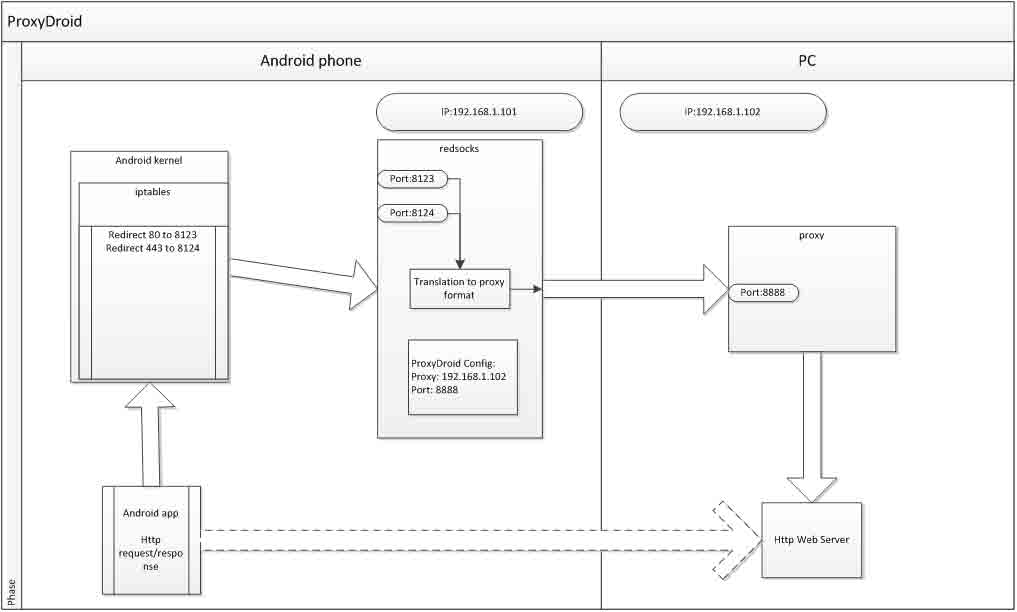 ProxyDroid
Android phone
PC
IP:192.168.1.101
IP:192.168.1.102
Android kernel
iptables
Redirect 80 to 8123
Redirect 443 to 8124
redsocks
Port:8123
Port:8124
Translation to proxy
format
ProxyDroid Config:
Proxy: 192.168.1.102
Port: 8888
proxy
Port:8888
Android app
Http
request/respo
nse
Http Web Server
Phase